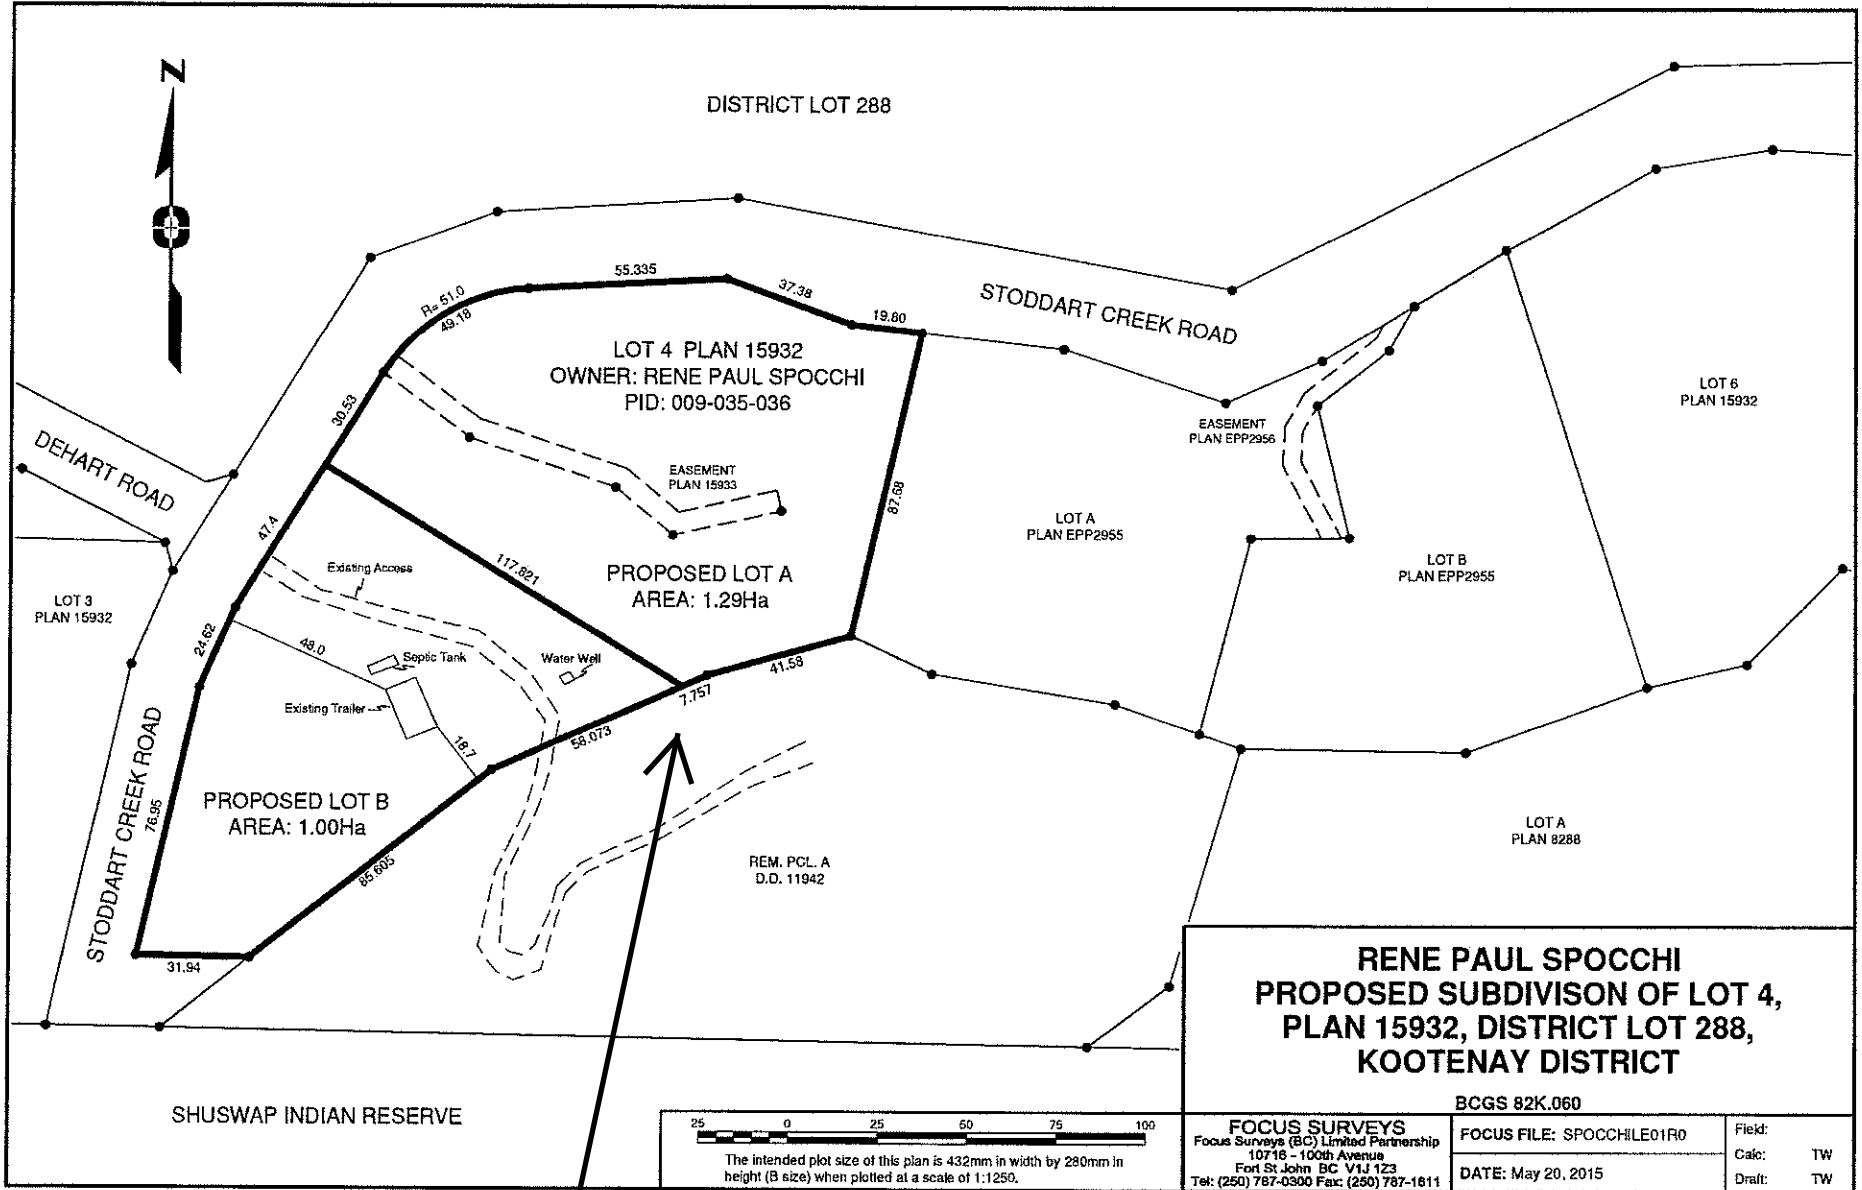 N
DISTRICT LOT 288
55.335
37.38
R= 51.0
49.18
19.80
STODDART CREEK ROAD
LOT 4 PLAN 15932
OWNER: RENE PAUL SPOCCHI
PID: 009-035-036
30.53
LOT 6
PLAN 15932
EASEMENT
PLAN EPP2956
DEHART ROAD
EASEMENT
PLAN 15933
87.68
47.4
LOT A
PLAN EPP2955
117.821
LOT B
PLAN EPP2955
Existing Access
PROPOSED LOT A
AREA: 1.29Ha
LOT 3
PLAN 15932
24.62
48.0
Septic Tank
Water Well
41.58
7.757
Existing Trailer
18.7
58.073
STODDART CREEK ROAD
76.95
PROPOSED LOT B
AREA: 1.00Ha
85.605
LOT A
PLAN 8288
REM. PCL. A
D.D. 11942
31.94
SHUSWAP INDIAN RESERVE
RENE PAUL SPOCCHI
PROPOSED SUBDIVISON OF LOT 4,
PLAN 15932, DISTRICT LOT 288,
KOOTENAY DISTRICT
BCGS 82K.060
25 0 25 50 75 100
The intended plot size of this plan is 432mm in width by 280mm in
height (B size) when plotted at a scale of 1:1250.
FOCUS SURVEYS
Focus Surveys (BC) Limited Partnership
10716 - 100th Avenue
Fort St John BC V1J 1Z3
Tel: (250) 787-0300 Fax: (250) 787-1611
FOCUS FILE: SPOCCHILE01R0
DATE: May 20, 2015
Field:
Calc: TW
Draft: TW